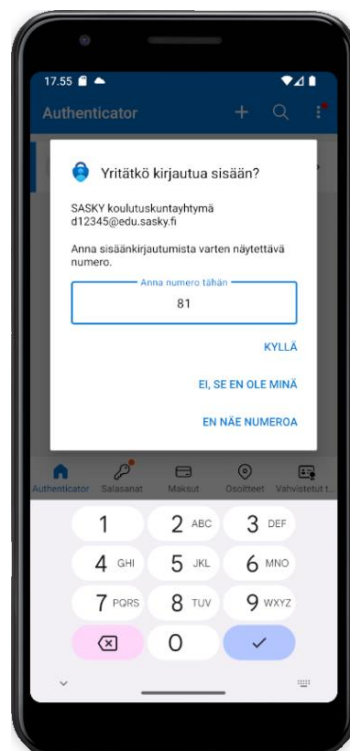 17.55
Authenticator
Yritätkö kirjautua sisään?
SASKY koulutuskuntayhtymä
d12345@edu.sasky.fi
Anna sisäänkirjautumista varten näytettävä
numero.
Anna numero tähän
81
KYLLÄ
EI, SE EN OLE MINÄ
EN NÄE NUMEROA
Authenticator Salasanat Maksut Osoitteet Vahvistetut t...
1 2 ABC 3 DEF
4 GHI 5 JKL 6 MNO
7 PQRS 8 TUV 9 WXYZ
0